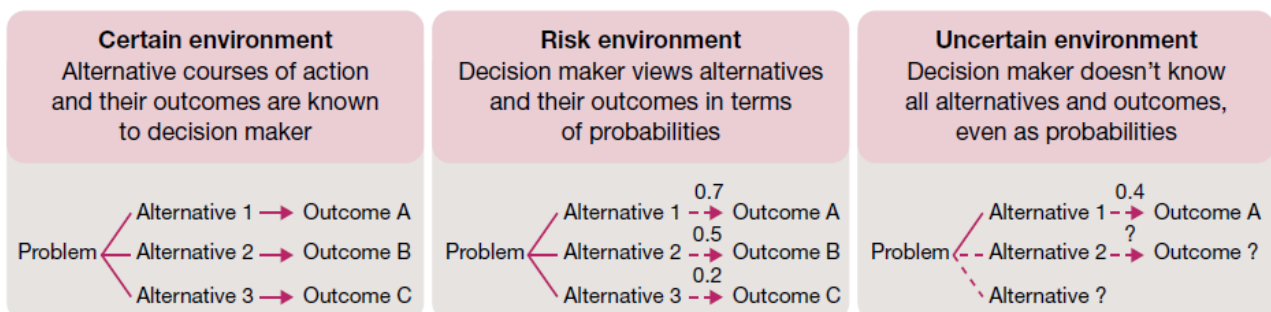 Certain environment
Alternative courses of action
and their outcomes are known
to decision maker
Problem
Alternative 1
Outcome A
Alternative 2
Outcome B
Alternative 3
Outcome C
Risk environment
Decision maker views alternatives
and their outcomes in terms
of probabilities
Problem
0.7
Alternative 1
Outcome A
0.5
Alternative 2
Outcome B
0.2
Alternative 3
Outcome C
Uncertain environment
Decision maker doesn’t know
all alternatives and outcomes,
even as probabilities
Problem
0.4
Alternative 1
Outcome A
?
Alternative 2
Outcome ?
Alternative ?